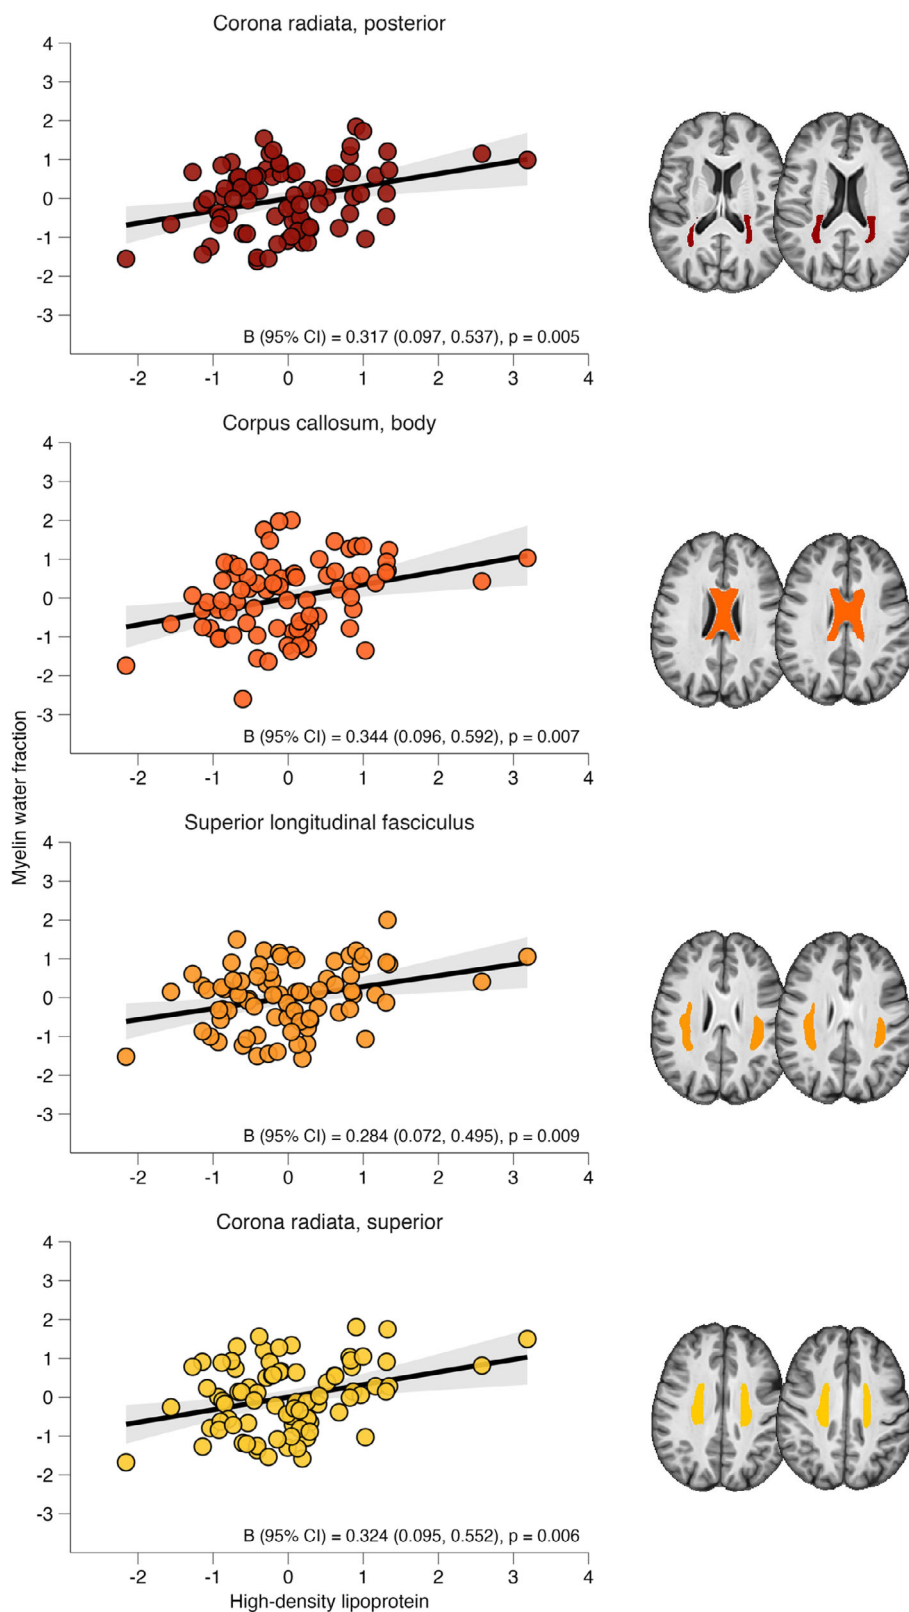 Corona radiata, posterior
4
3
2
1
0
-1
-2
-3
B (95% CI) = 0.317 (0.097, 0.537), p = 0.005
-2 -1 0 1 2 3 4
Corpus callosum, body
4
3
2
1
0
-1
-2
-3
B (95% CI) = 0.344 (0.096, 0.592), p = 0.007
-2 -1 0 1 2 3 4
Myelin water fraction
Superior longitudinal fasciculus
4
3
2
1
0
-1
-2
-3
B (95% CI) = 0.284 (0.072, 0.495), p = 0.009
-2 -1 0 1 2 3 4
Corona radiata, superior
4
3
2
1
0
-1
-2
-3
B (95% CI) = 0.324 (0.095, 0.552), p = 0.006
-2 -1 0 1 2 3 4
High-density lipoprotein